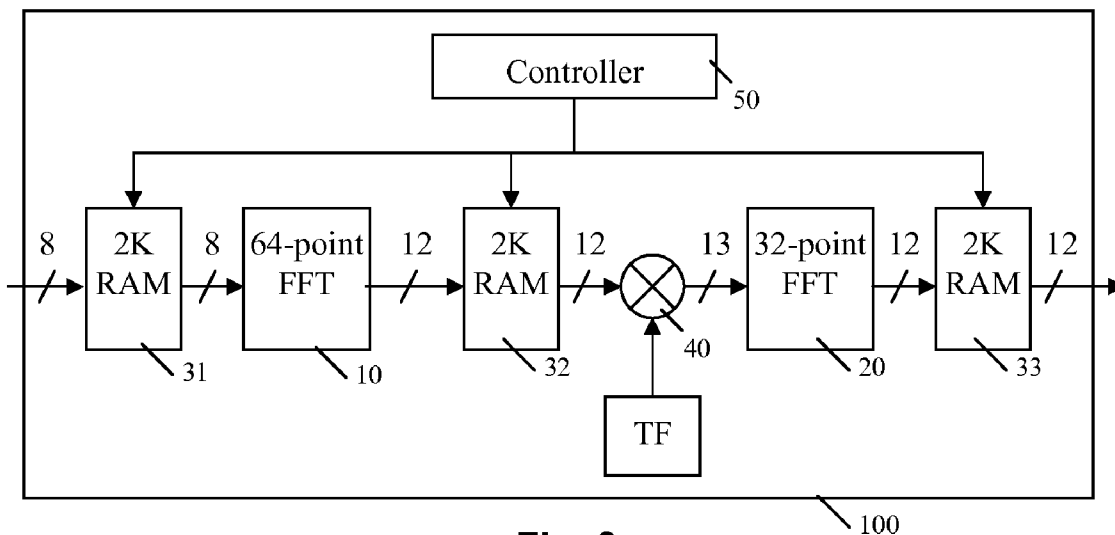 Controller
50
8
2K
RAM
31
8
64-point
FFT
10
12
2K
RAM
32
12
40
TF
13
32-point
FFT
20
12
2K
RAM
33
12
100